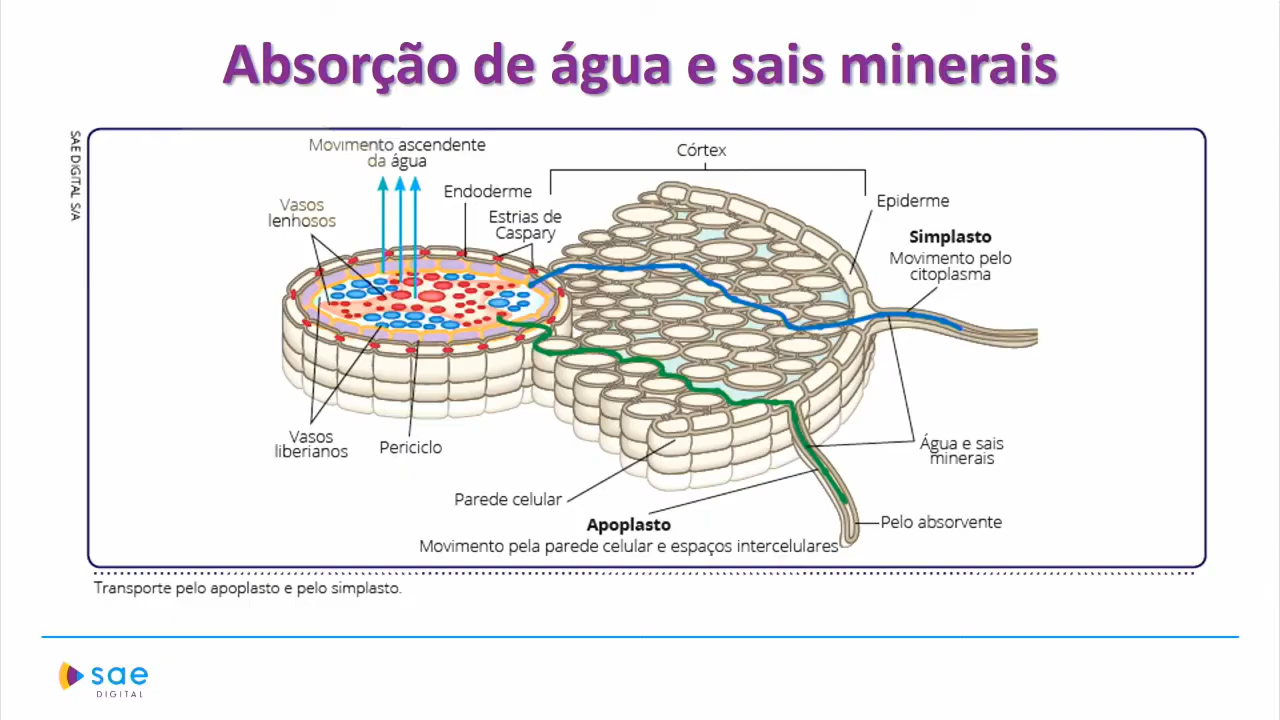 Absorção de água e sais minerais
SAE DIGITAL S/A
Movimento ascendente
da água
Córtex
Vasos
lenhosos
Endoderme
Estrias de
Caspary
Epiderme
Simplasto
Movimento pelo
citoplasma
Vasos
liberianos
Periciclo
Água e sais
minerais
Parede celular
Apoplasto
Movimento pela parede celular e espaços intercelulares
Pelo absorvente
Transporte pelo apoplasto e pelo simplasto.
sae
DIGITAL